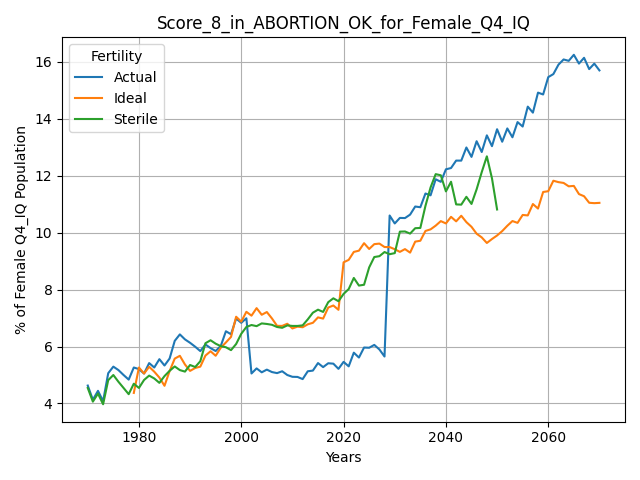 Score_8_in_ABORTION_OK_for_Female_Q4_IQ
Fertility
Actual
Ideal
Sterile
% of Female Q4_IQ Population
16
14
12
10
8
6
4
1980
2000
2020
2040
2060
Years